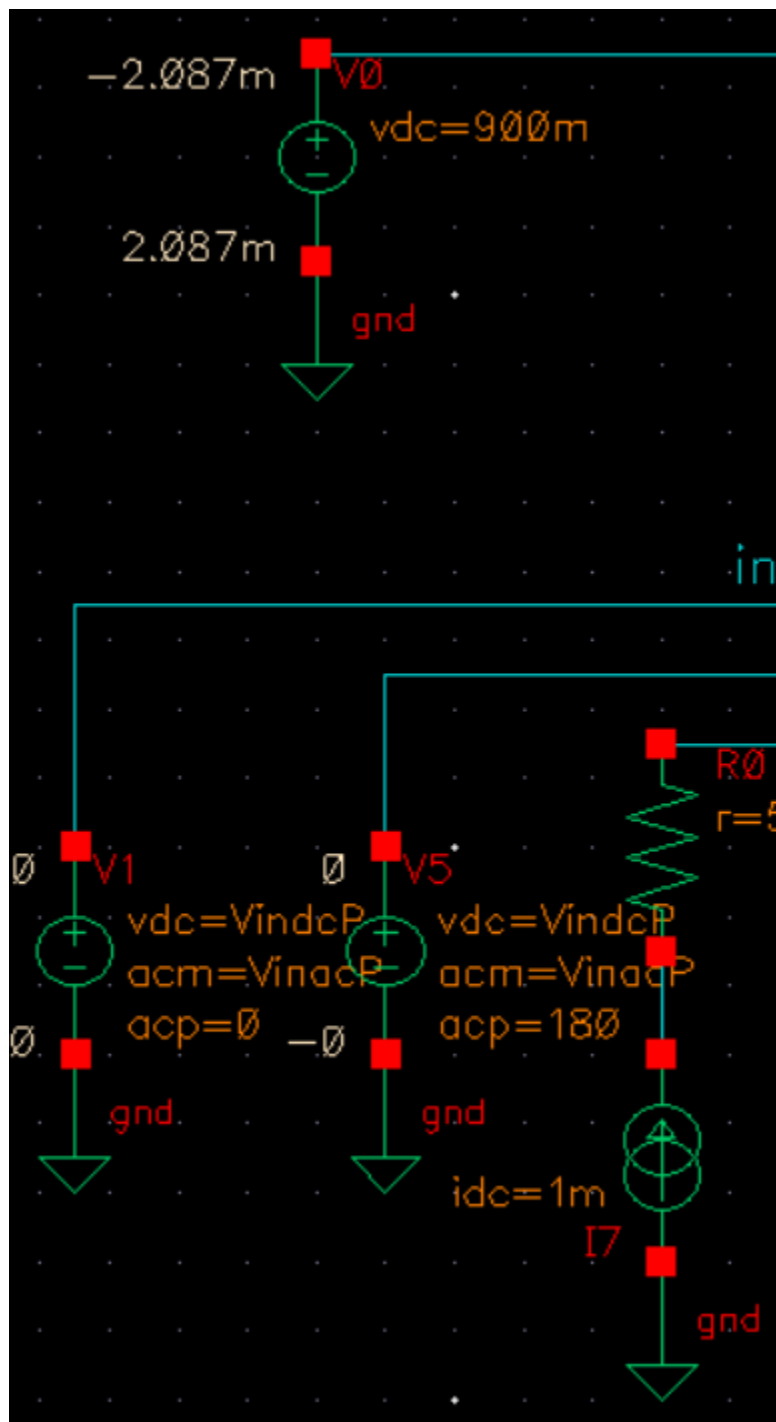 -2.087m
V0
vdc=900m
2.087m
gnd
in
R0
r=5
0
V1
0
V5
vdc=VindcP
vdc=VindcP
acm=VinacP
acm=VinacP
0
acp=0
-0
acp=180
gnd
gnd
idc=1m
I7
gnd